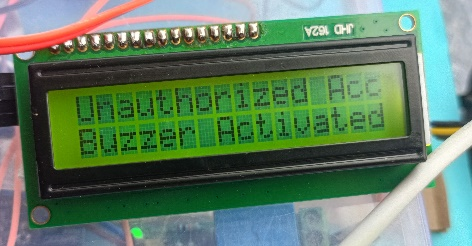 JHD 162A
Unauthorized Acc
Buzzer Activated